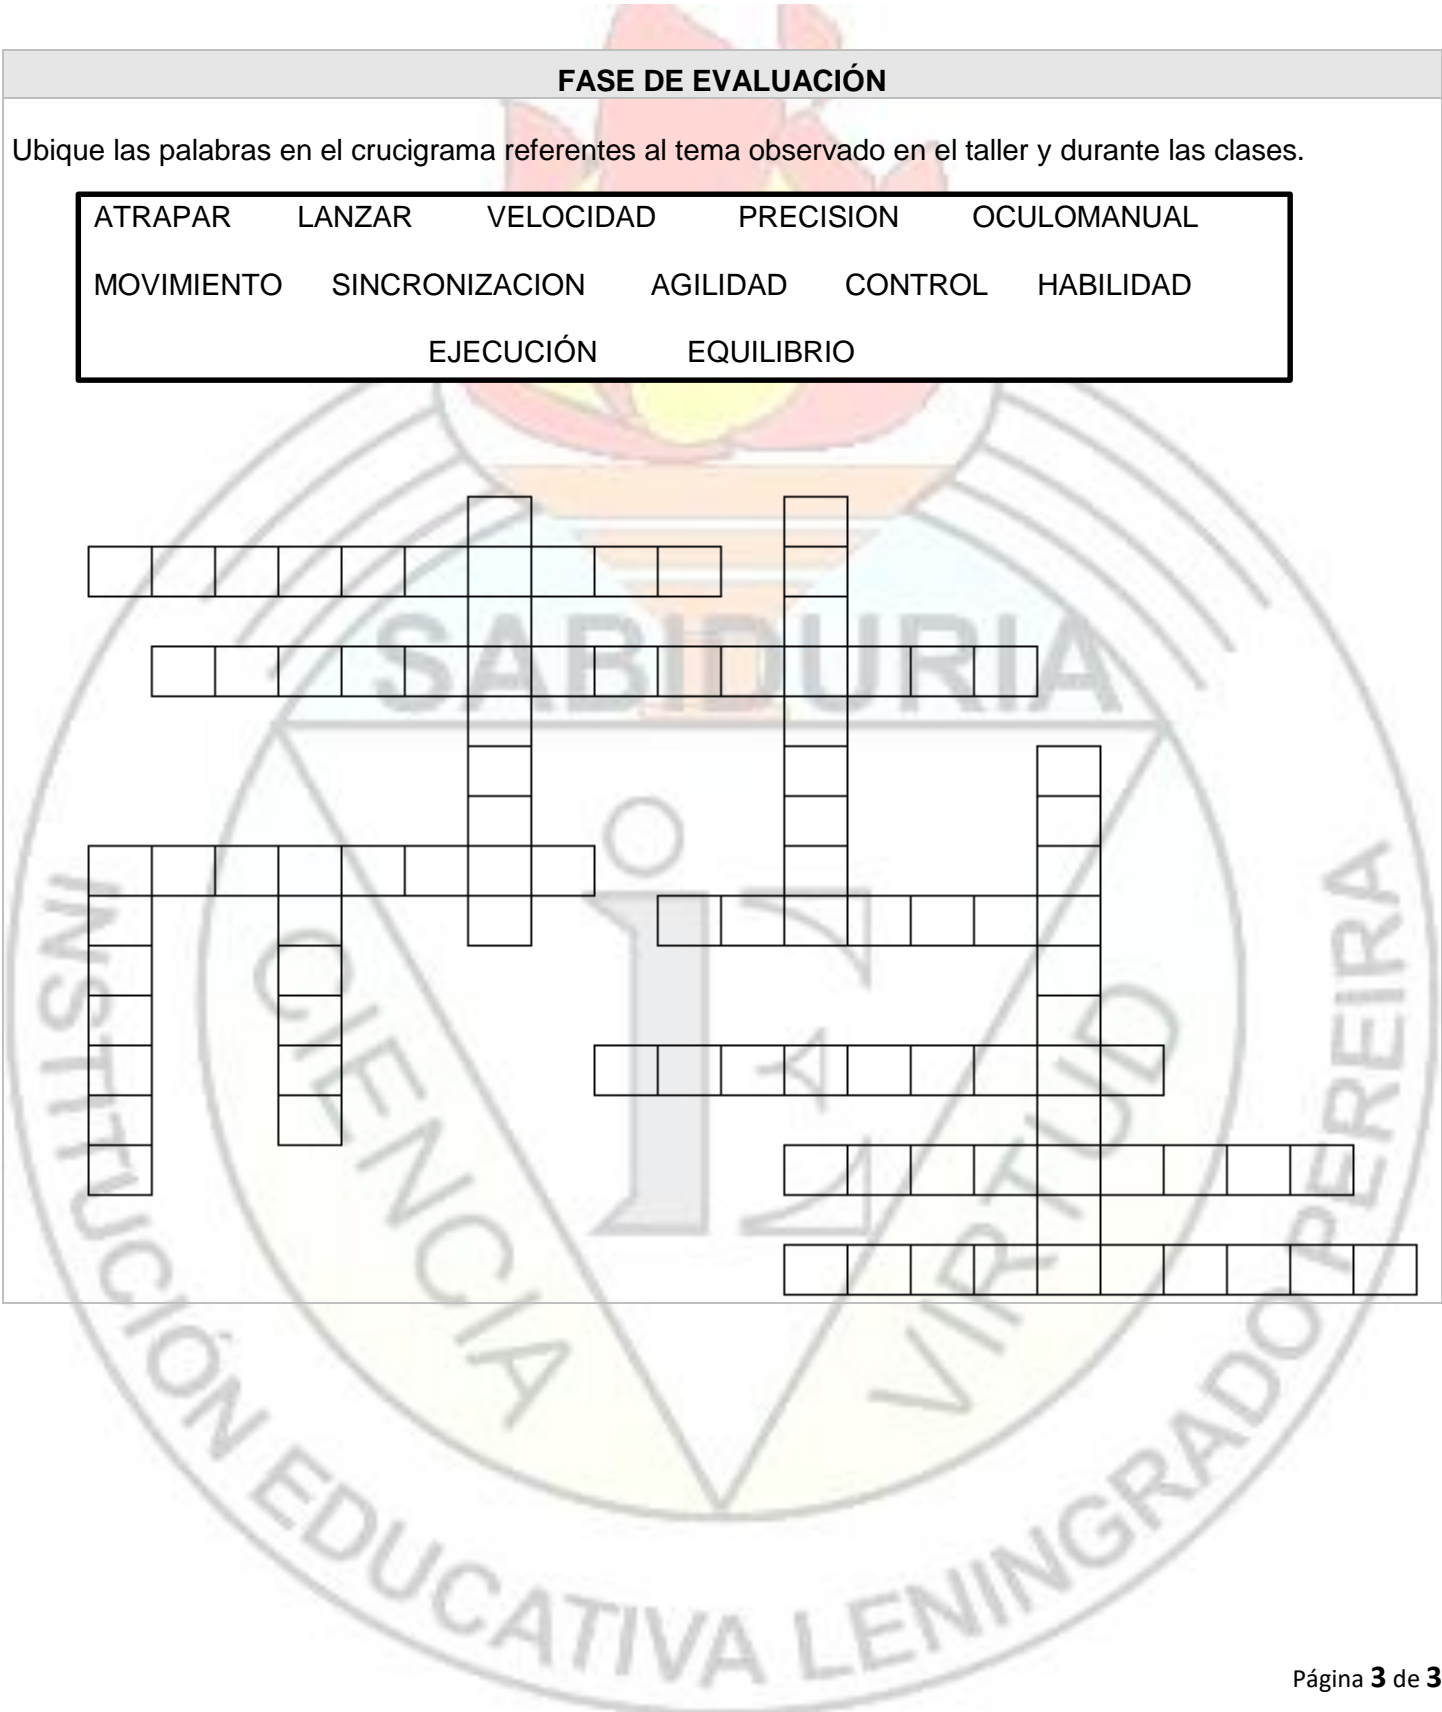 FASE DE EVALUACIÓN
Ubique las palabras en el crucigrama referentes al tema observado en el taller y durante las clases.
ATRAPAR LANZAR VELOCIDAD PRECISION OCULOMANUAL
MOVIMIENTO SINCRONIZACION AGILIDAD CONTROL HABILIDAD
EJECUCIÓN EQUILIBRIO
SABIDURIA
CIENCIA
VIRTUD
INSTITUCIÓN EDUCATIVA LENINGRADO PEREIRA
Página 3 de 3